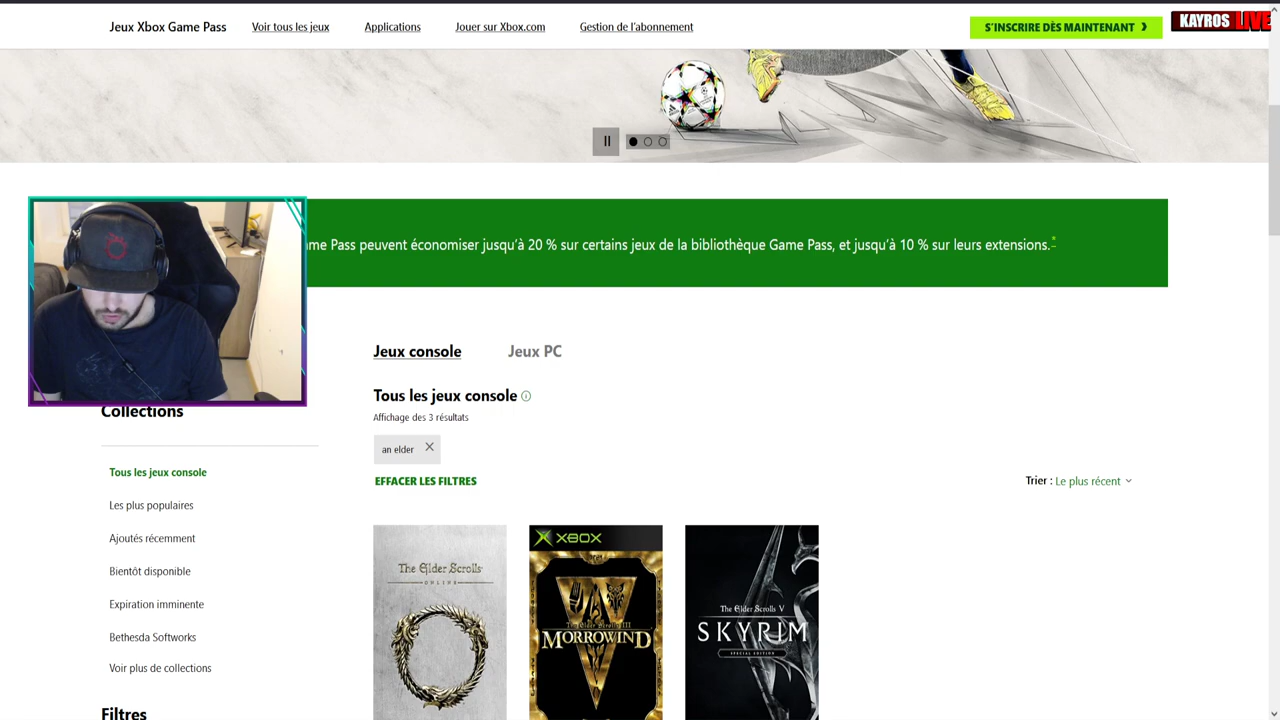 Jeux Xbox Game Pass
Voir tous les jeux
Applications
Jouer sur Xbox.com
Gestion de l'abonnement
S'INSCRIRE DÈS MAINTENANT
KAYROS LIVE
me Pass peuvent économiser jusqu'à 20 % sur certains jeux de la bibliothèque Game Pass, et jusqu'à 10 % sur leurs extensions.*
Jeux console
Jeux PC
Tous les jeux console
Affichage des 3 résultats
an elder
EFFACER LES FILTRES
Trier : Le plus récent
Collections
Tous les jeux console
Les plus populaires
Ajoutés récemment
Bientôt disponible
Expiration imminente
Bethesda Softworks
Voir plus de collections
Filtres
The Elder Scrolls
ONLINE
XBOX
The Elder Scrolls III
MORROWIND
The Elder Scrolls V
SKYRIM
SPECIAL EDITION